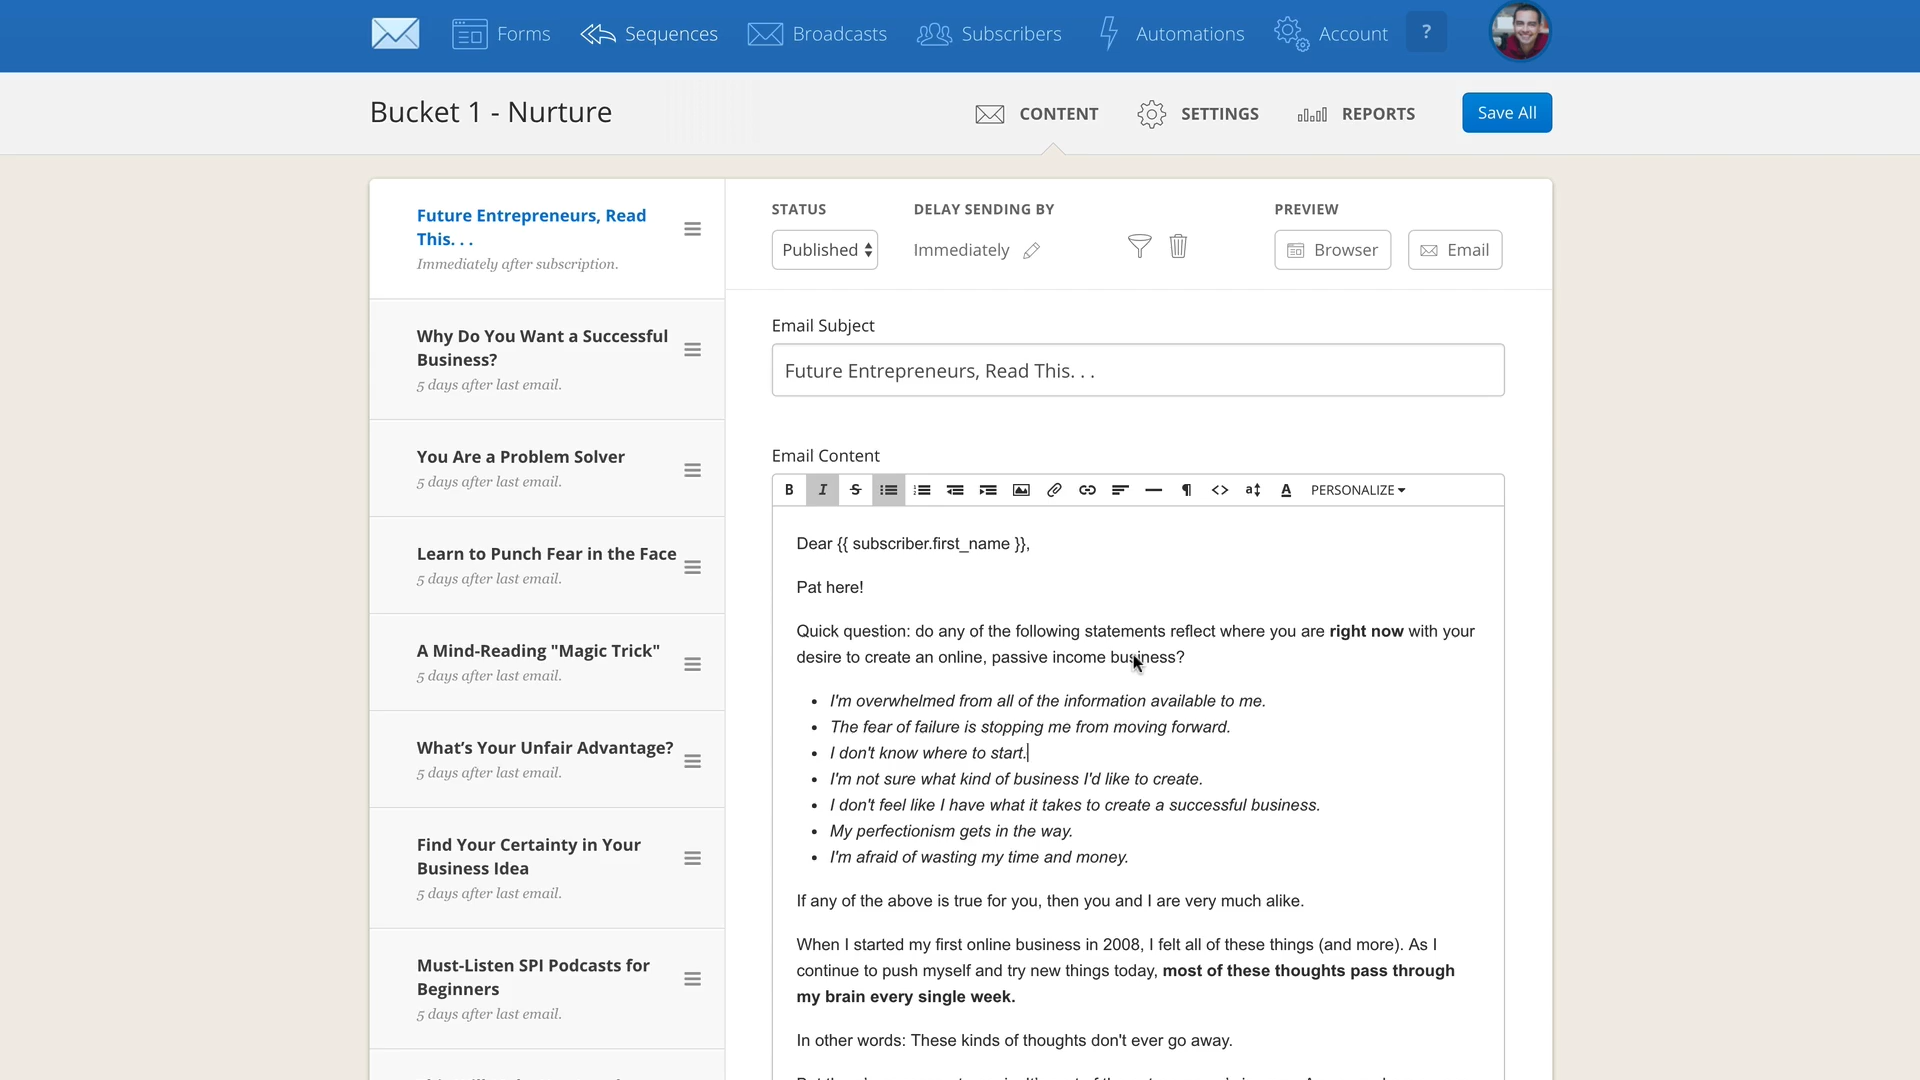 Forms
Sequences
Broadcasts
Subscribers
Automations
Account
?
Bucket 1 - Nurture
CONTENT
SETTINGS
REPORTS
Save All
Future Entrepreneurs, Read
This. . .
Immediately after subscription.
Why Do You Want a Successful
Business?
5 days after last email.
You Are a Problem Solver
5 days after last email.
Learn to Punch Fear in the Face
5 days after last email.
A Mind-Reading "Magic Trick"
5 days after last email.
What’s Your Unfair Advantage?
5 days after last email.
Find Your Certainty in Your
Business Idea
5 days after last email.
Must-Listen SPI Podcasts for
Beginners
5 days after last email.
STATUS
Published
DELAY SENDING BY
Immediately
PREVIEW
Browser
Email
Email Subject
Future Entrepreneurs, Read This. . .
Email Content
B I S PERSONALIZE
Dear {{ subscriber.first_name }},
Pat here!
Quick question: do any of the following statements reflect where you are right now with your
desire to create an online, passive income business?
• I'm overwhelmed from all of the information available to me.
• The fear of failure is stopping me from moving forward.
• I don't know where to start.
• I'm not sure what kind of business I'd like to create.
• I don't feel like I have what it takes to create a successful business.
• My perfectionism gets in the way.
• I'm afraid of wasting my time and money.
If any of the above is true for you, then you and I are very much alike.
When I started my first online business in 2008, I felt all of these things (and more). As I
continue to push myself and try new things today, most of these thoughts pass through
my brain every single week.
In other words: These kinds of thoughts don't ever go away.